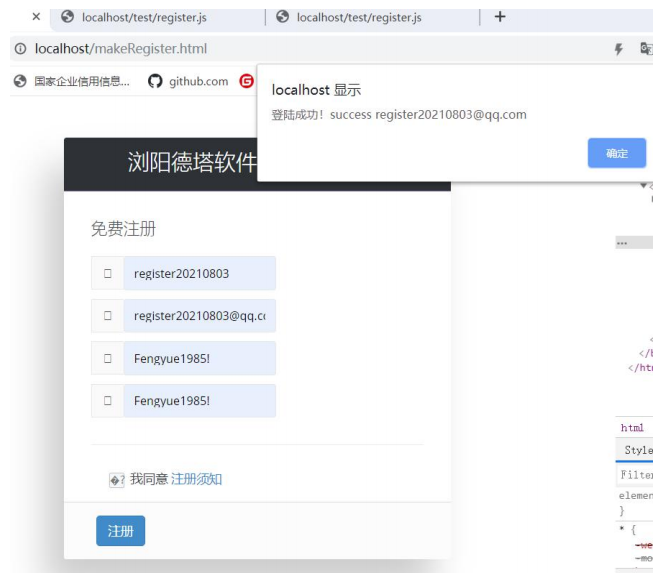 localhost/test/register.js
localhost/test/register.js
localhost/makeRegister.html
国家企业信用信息...
github.com
localhost 显示
登陆成功！success register20210803@qq.com
确定
浏阳德塔软件
免费注册
register20210803
register20210803@qq.co
Fengyue1985!
Fengyue1985!
我同意 注册须知
注册
...
html
Style
Filter
elemen
}
* {
</b
</ht